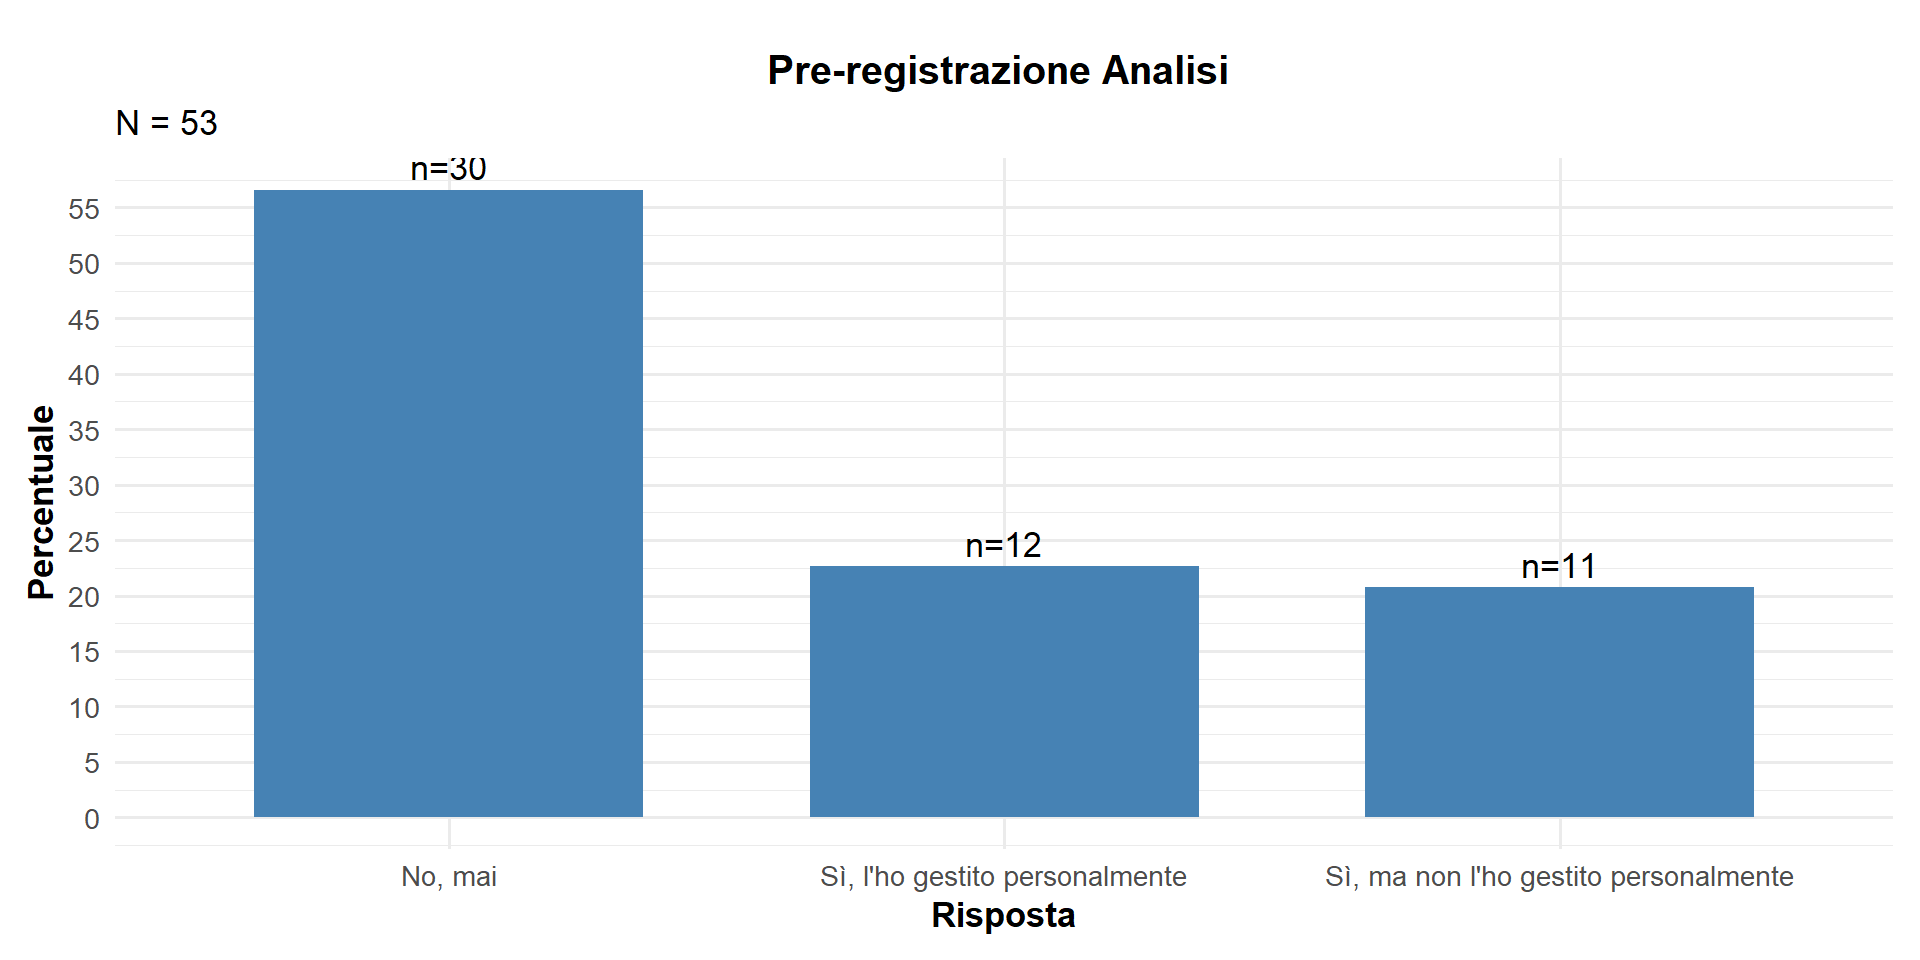 Pre-registrazione Analisi
N = 53
n=30
n=12
n=11
55
50
45
40
35
30
25
20
15
10
5
0
Percentuale
No, mai
Sì, l'ho gestito personalmente
Sì, ma non l'ho gestito personalmente
Risposta